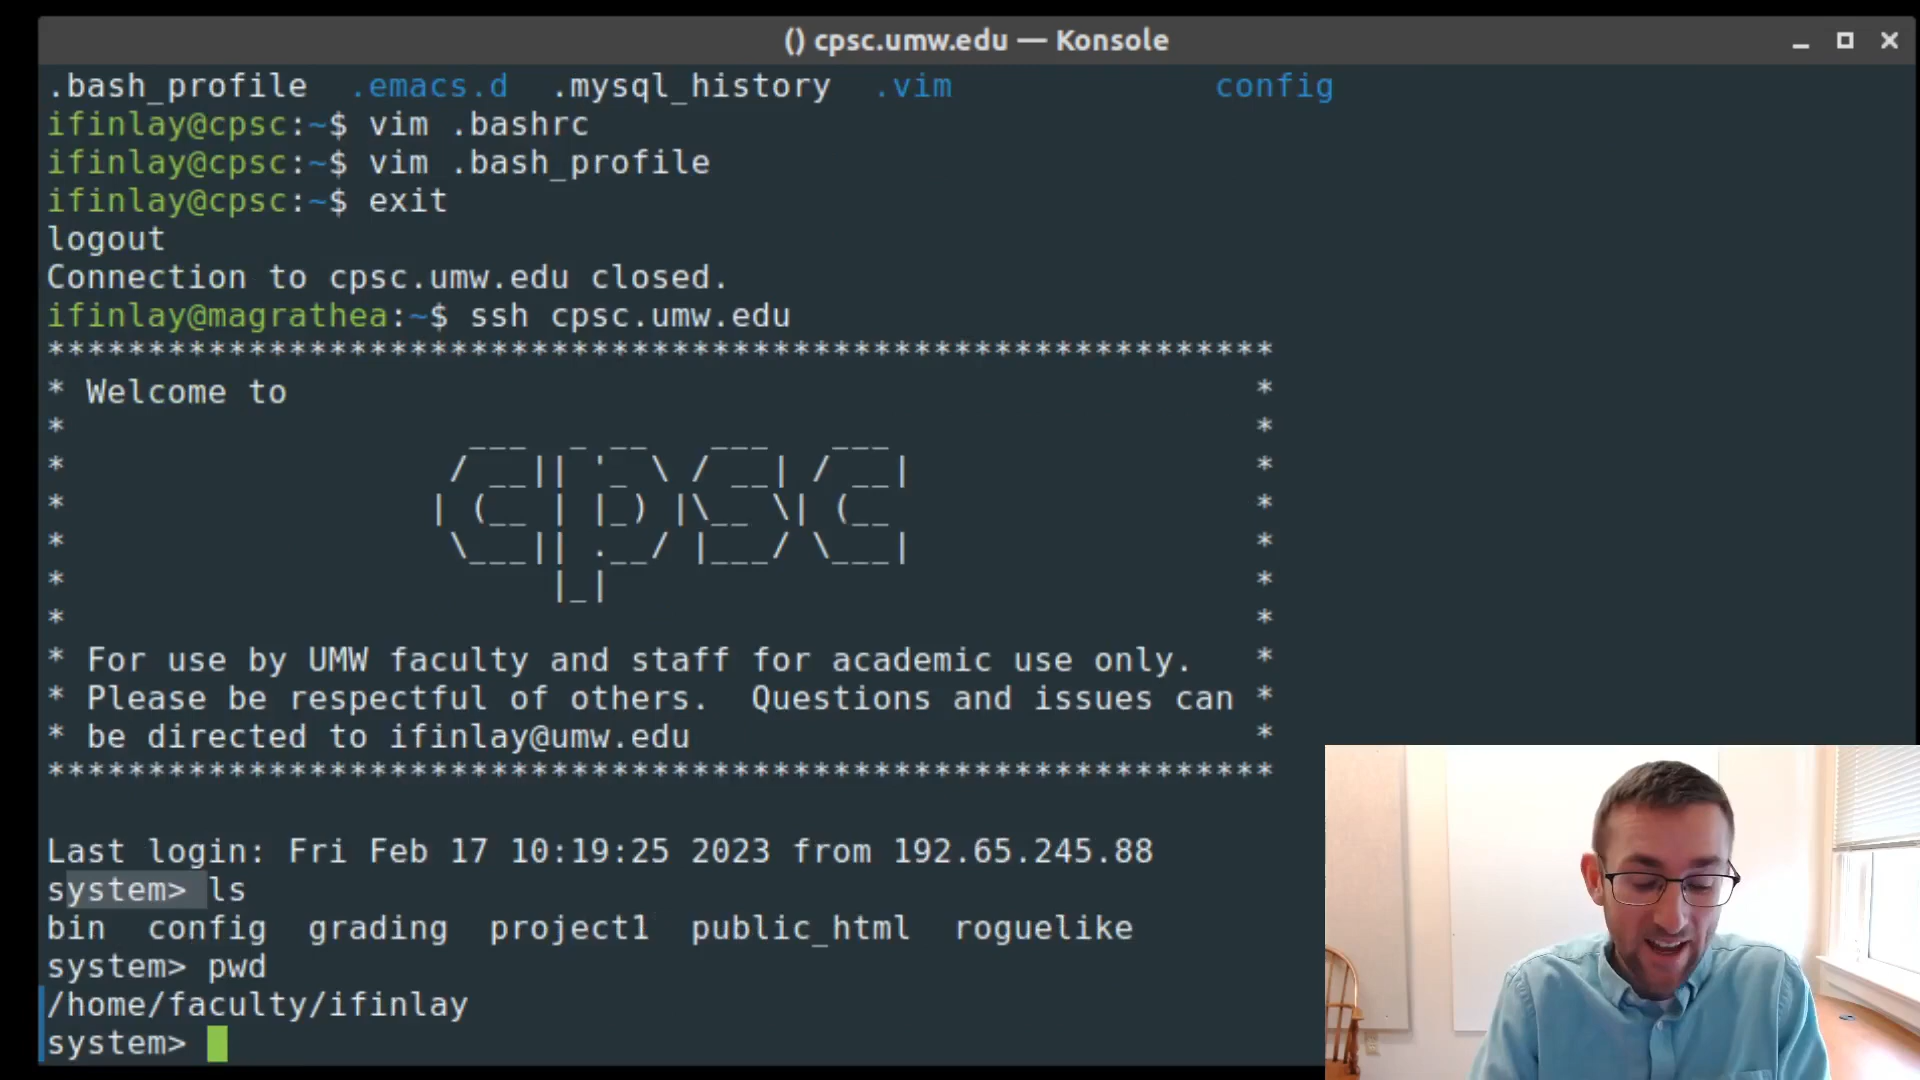 () cpsc.umw.edu — Konsole
.bash_profile  .emacs.d  .mysql_history  .vim             config
ifinlay@cpsc:~$ vim .bashrc
ifinlay@cpsc:~$ vim .bash_profile
ifinlay@cpsc:~$ exit
logout
Connection to cpsc.umw.edu closed.
ifinlay@magrathea:~$ ssh cpsc.umw.edu
*************************************************************
* Welcome to                                                *
*                                                           *
*                     ___ _ __   ___   ___                  *
*                    / __|| '_ \ / __| / __|                 *
*                   | (__ | |_) |\__ \| (__                  *
*                    \___|| .__/ |___/ \___|                 *
*                         |_|                               *
*                                                           *
* For use by UMW faculty and staff for academic use only.   *
* Please be respectful of others.  Questions and issues can *
* be directed to ifinlay@umw.edu                            *
*************************************************************
Last login: Fri Feb 17 10:19:25 2023 from 192.65.245.88
system> ls
bin  config  grading  project1  public_html  roguelike
system> pwd
/home/faculty/ifinlay
system>